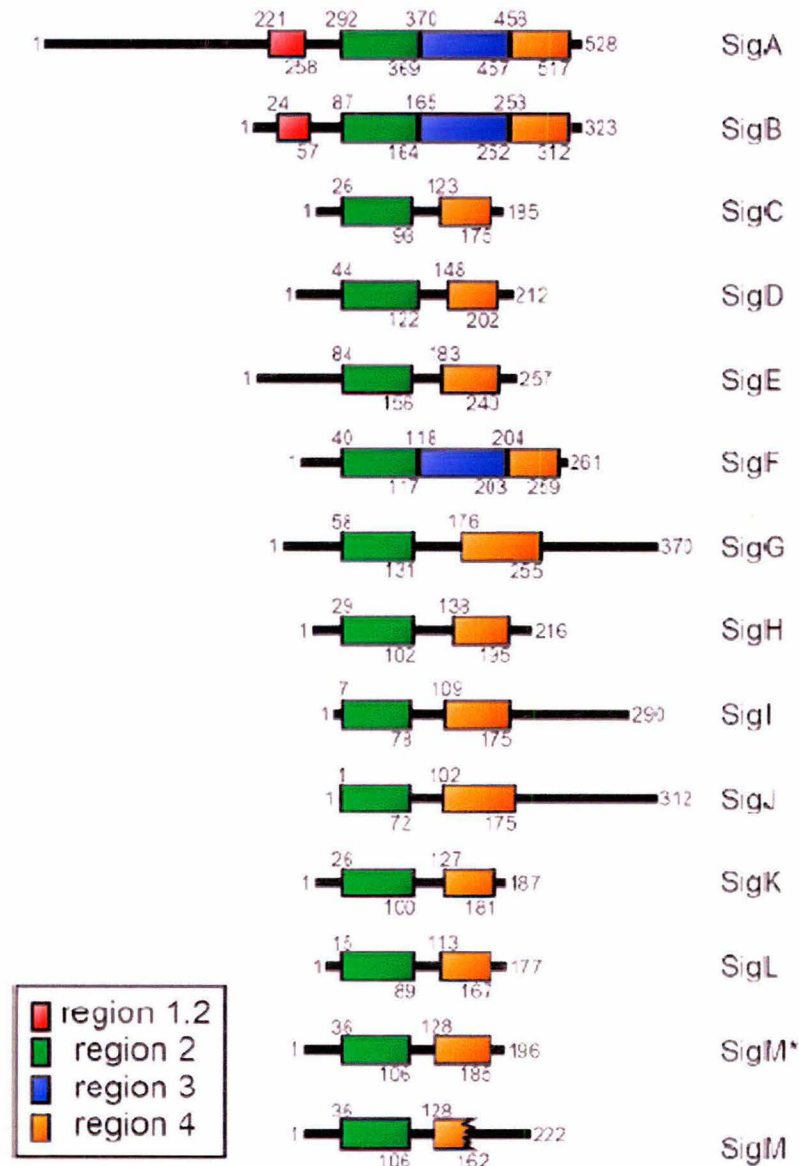 221 292 370 458
1 528 SigA
258 369 457 517
24 87 165 253
1 323 SigB
57 164 252 312
26 123
1 195 SigC
98 175
44 148
1 212 SigD
122 202
84 183
1 257 SigE
156 240
40 118 204
1 261 SigF
117 203 259
58 176
1 370 SigG
131 255
29 138
1 216 SigH
102 195
7 109
1 290 SigI
78 175
1 102
1 312 SigJ
72 175
26 127
1 187 SigK
100 181
15 113
1 177 SigL
89 167
36 128
1 196 SigM*
106 185
36 128
1 222 SigM
106 162
region 1.2
region 2
region 3
region 4